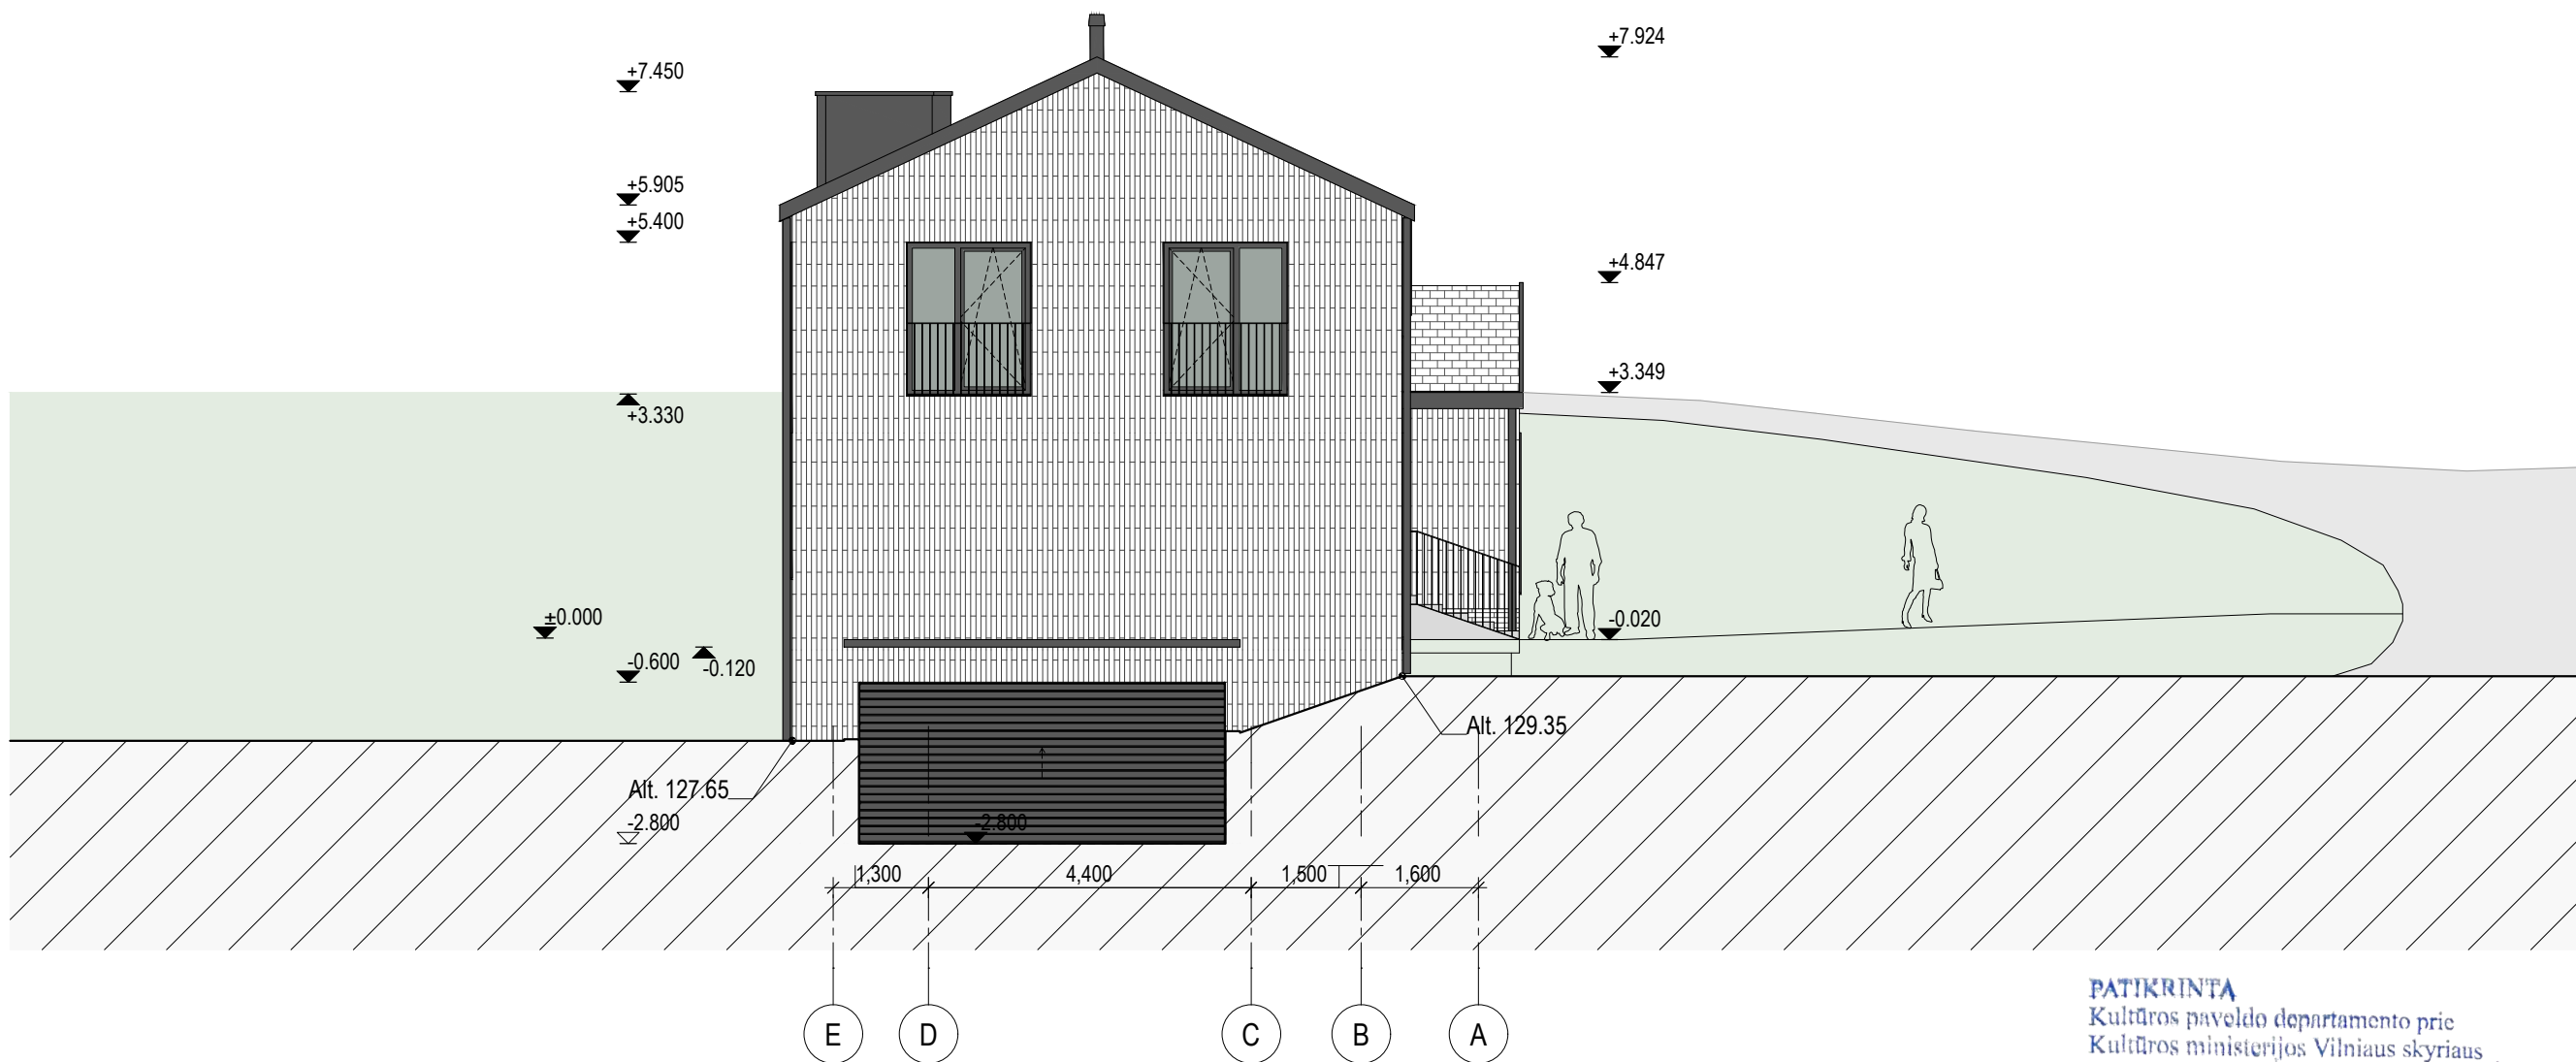 +7.924
+7.450
+5.905
+5.400
+4.847
+3.349
+3.330
±0.000
-0.020
-0.600
-0.120
Alt. 129.35
Alt. 127.65
-2.800
-2.800
1,300 4,400 1,500 1,600
E D C B A
PATIKRINTA
Kultūros paveldo departamento prie
Kultūros ministerijos Vilniaus skyriaus